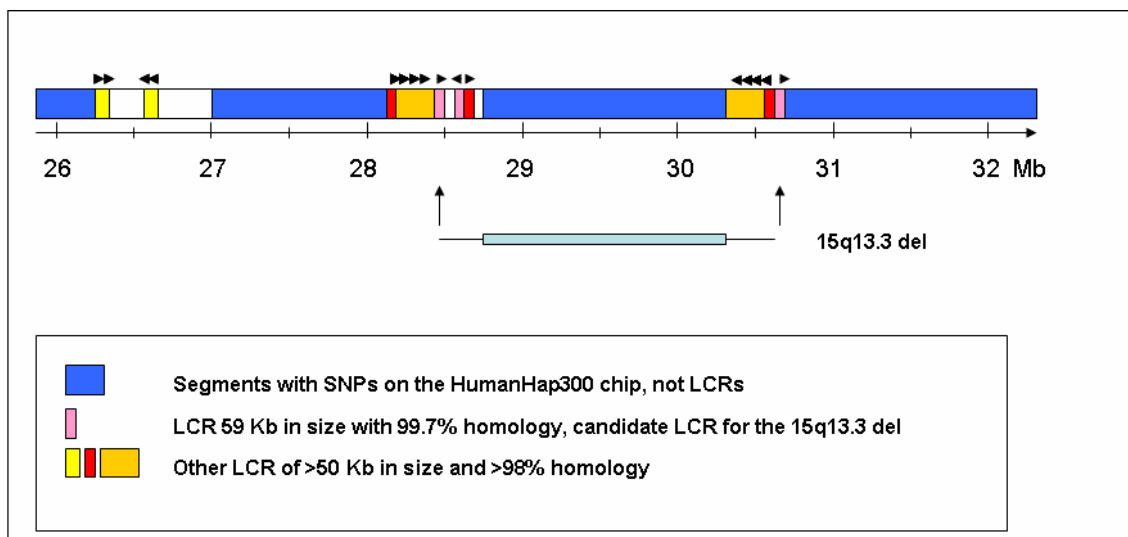 26 27 28 29 30 31 32 Mb
15q13.3 del
Segments with SNPs on the HumanHap300 chip, not LCRs
LCR 59 Kb in size with 99.7% homology, candidate LCR for the 15q13.3 del
Other LCR of >50 Kb in size and >98% homology